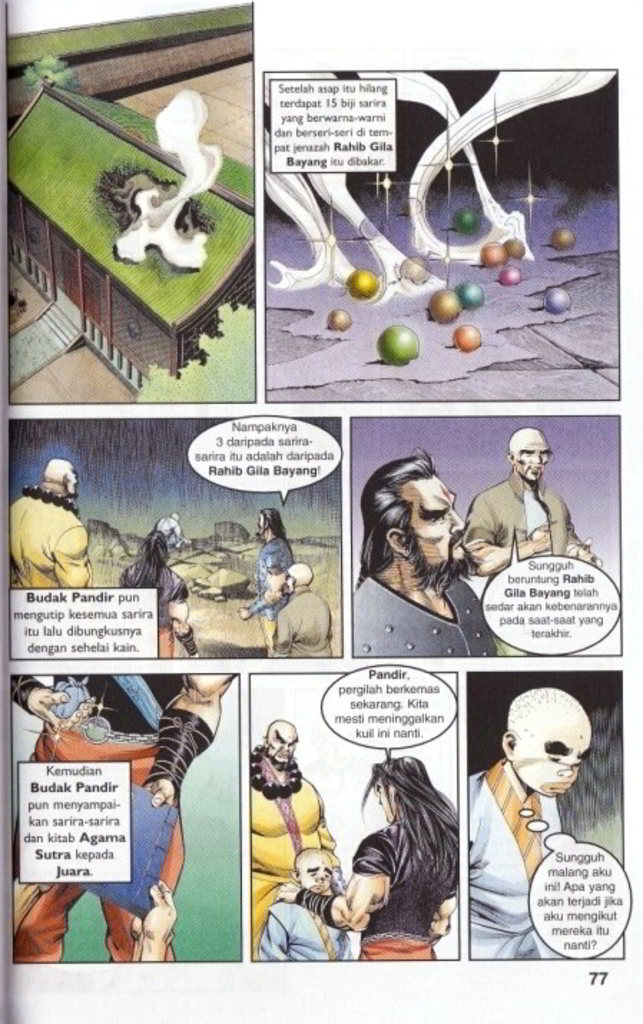 Setelah asap itu hilang
terdapat 15 biji sarira
yang berwarna-warni
dan berseri-seri di tem-
pat jenazah Rahib Gila
Bayang itu dibakar.
Nampaknya
3 daripada sarira-
sarira itu adalah daripada
Rahib Gila Bayang!
Budak Pandir pun
mengutip kesemua sarira
itu lalu dibungkusnya
dengan sehelai kain.
Sungguh
beruntung Rahib
Gila Bayang telah
sedar akan kebenarannya
pada saat-saat yang
terakhir.
Kemudian
Budak Pandir
pun menyampai-
kan sarira-sarira
dan kitab Agama
Sutra kepada
Juara.
Pandir,
pergilah berkemas
sekarang. Kita
mesti meninggalkan
kuil ini nanti.
Sungguh
malang aku
ini! Apa yang
akan terjadi jika
aku mengikut
mereka itu
nanti?
77